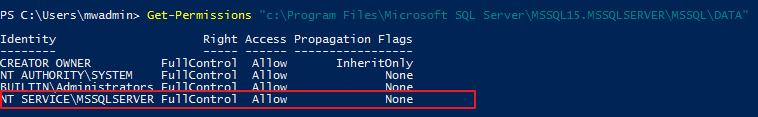 PS C:\Users\mwadmin> Get-Permissions "c:\Program Files\Microsoft SQL Server\MSSQL15.MSSQLSERVER\MSSQL\DATA"
Identity Right Access Propagation Flags
-------- ----- ------ -----------------
CREATOR OWNER FullControl Allow InheritOnly
NT AUTHORITY\SYSTEM FullControl Allow None
BUILTIN\Administrators FullControl Allow None
NT SERVICE\MSSQLSERVER FullControl Allow None